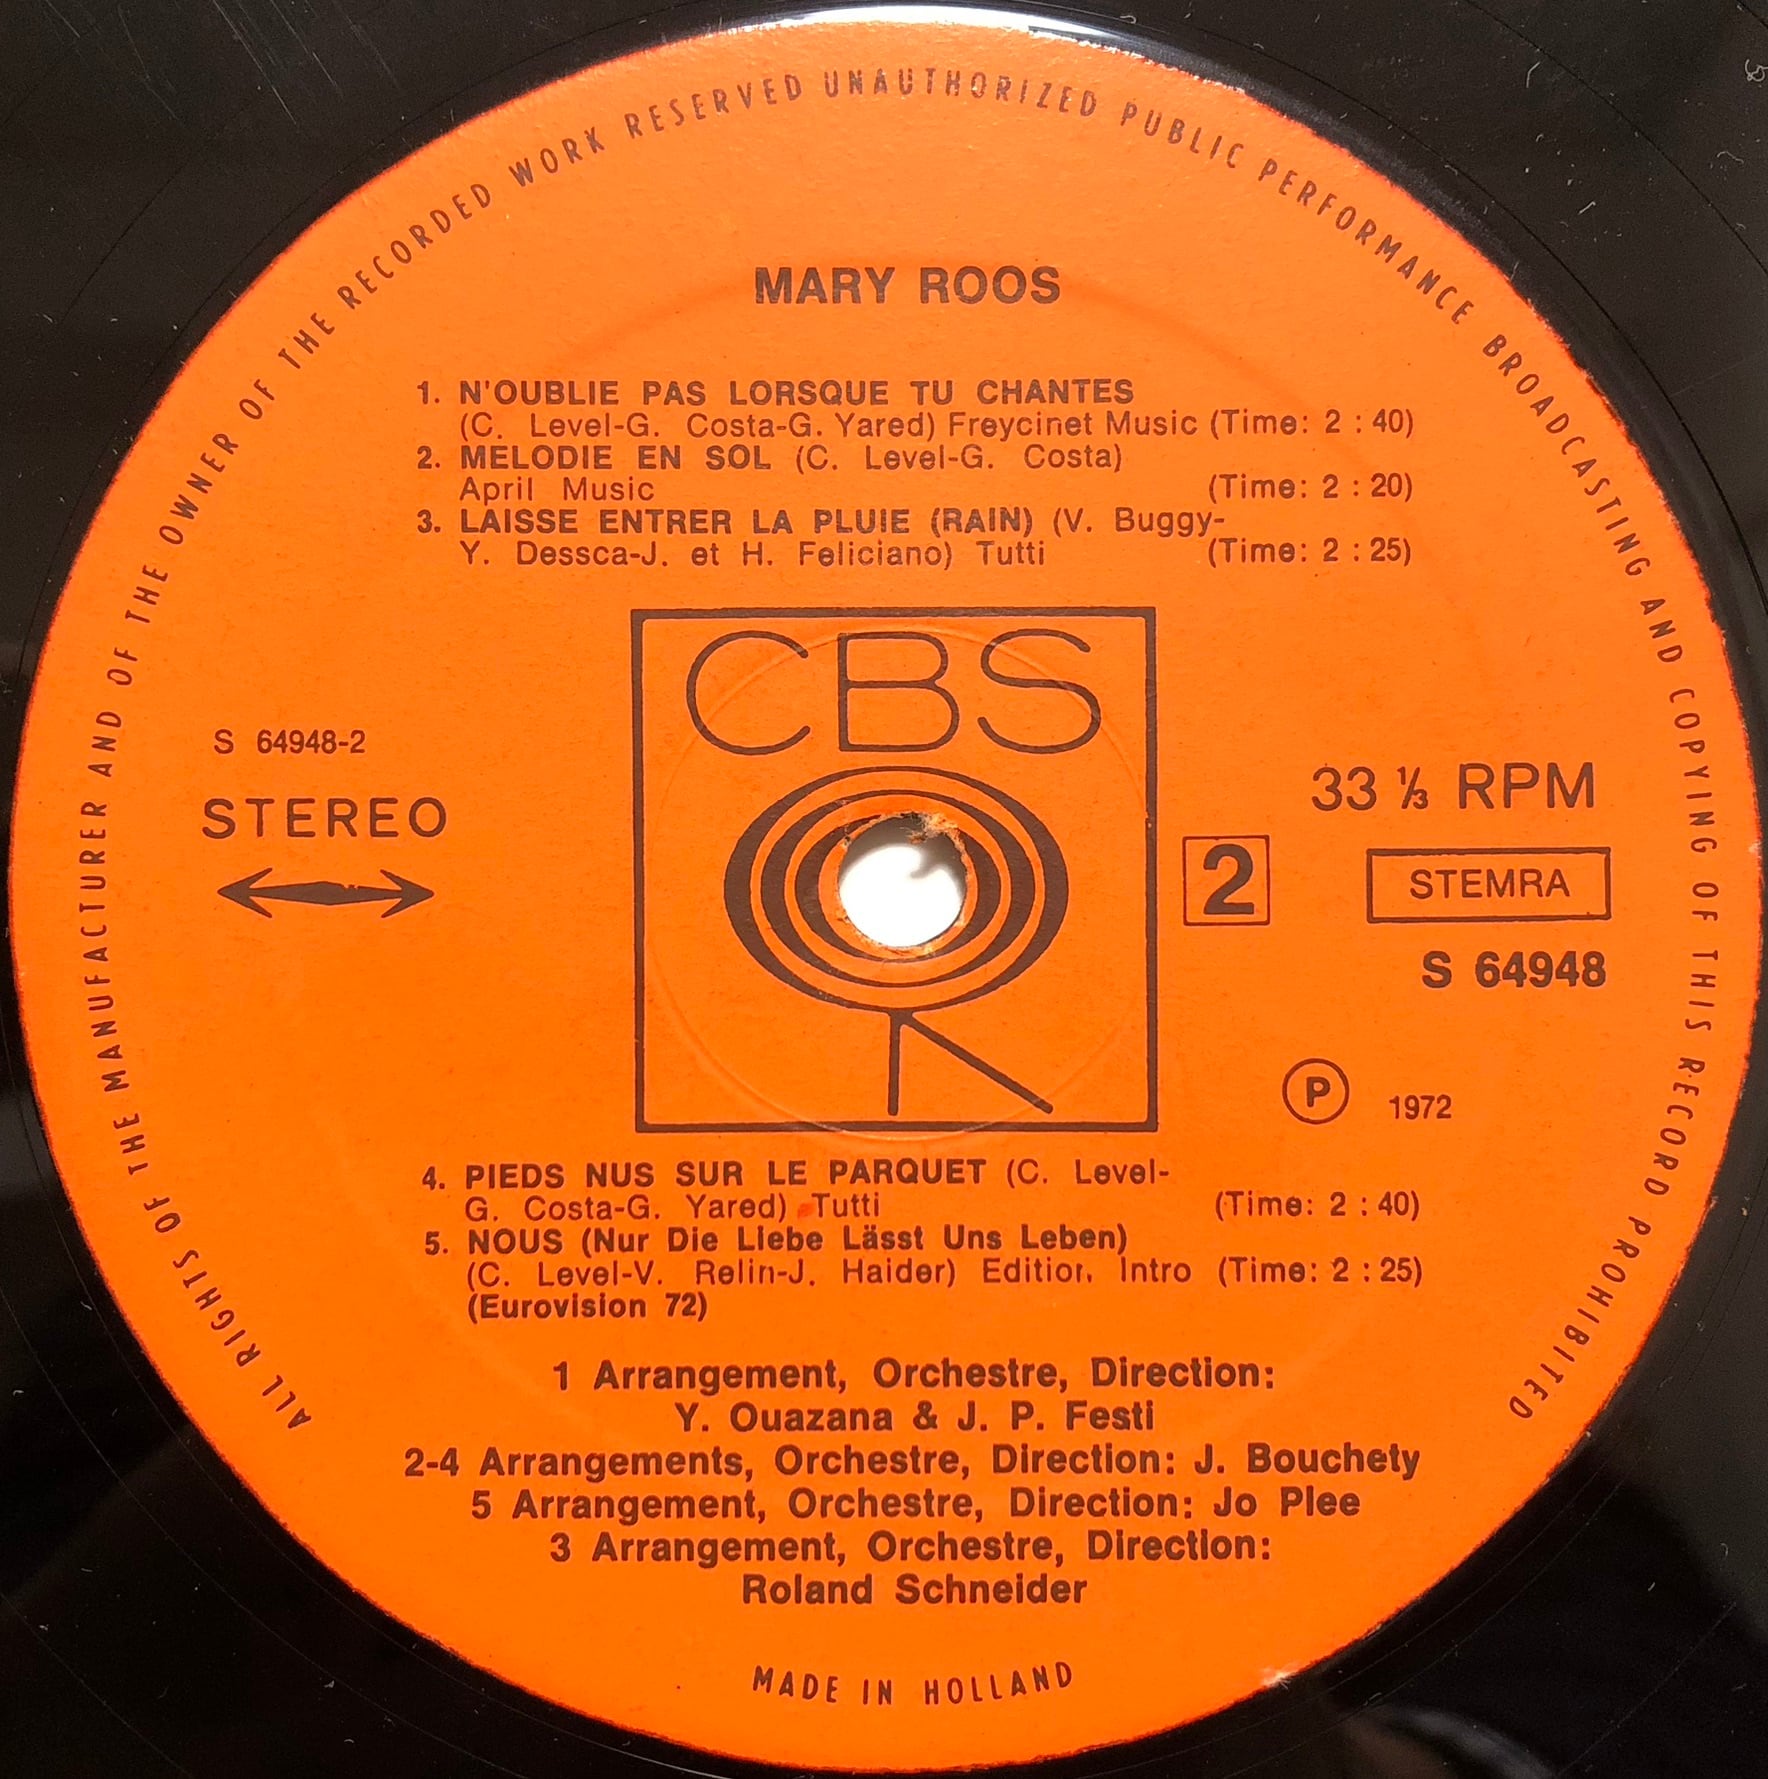 ALL RIGHTS OF THE MANUFACTURER AND OF THE OWNER OF THE RECORDED WORK RESERVED UNAUTHORIZED PUBLIC PERFORMANCE BROADCASTING AND COPYING OF THIS RECORD PROHIBITED
MARY ROOS
1. N'OUBLIE PAS LORSQUE TU CHANTES
(C. Level-G. Costa-G. Yared) Freycinet Music (Time: 2 : 40)
2. MELODIE EN SOL (C. Level-G. Costa)
April Music (Time: 2 : 20)
3. LAISSE ENTRER LA PLUIE (RAIN) (V. Buggy-
Y. Dessca-J. et H. Feliciano) Tutti (Time: 2 : 25)
CBS
S 64948-2
STEREO
33 ⅓ RPM
2
STEMRA
S 64948
Ⓟ 1972
4. PIEDS NUS SUR LE PARQUET (C. Level-
G. Costa-G. Yared) Tutti (Time: 2 : 40)
5. NOUS (Nur Die Liebe Lässt Uns Leben)
(C. Level-V. Relin-J. Haider) Edition Intro (Time: 2 : 25)
(Eurovision 72)
1 Arrangement, Orchestre, Direction:
Y. Ouazana & J. P. Festi
2-4 Arrangements, Orchestre, Direction: J. Bouchety
5 Arrangement, Orchestre, Direction: Jo Plee
3 Arrangement, Orchestre, Direction:
Roland Schneider
MADE IN HOLLAND